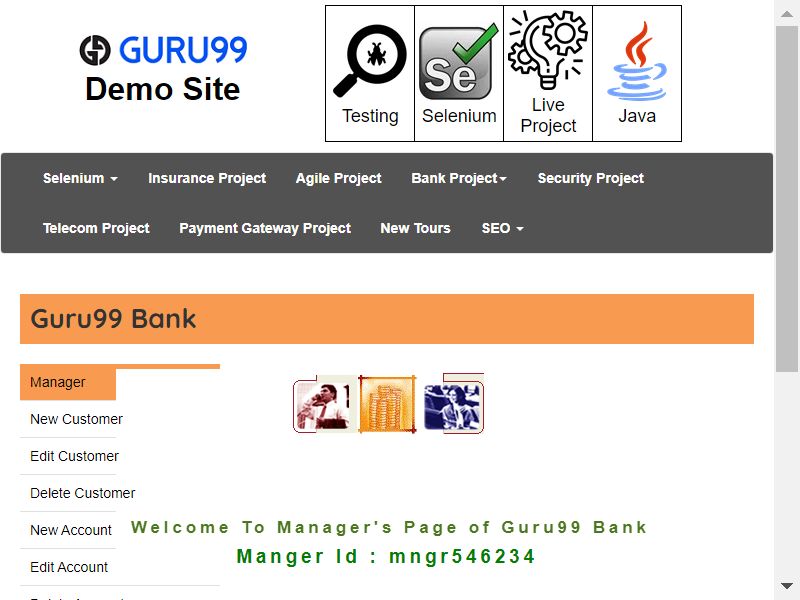 GURU99
Demo Site
Testing
Se
Selenium
Live
Project
Java
Selenium
Insurance Project
Agile Project
Bank Project
Security Project
Telecom Project
Payment Gateway Project
New Tours
SEO
Guru99 Bank
Manager
New Customer
Edit Customer
Delete Customer
New Account
Welcome To Manager's Page of Guru99 Bank
Manger Id : mngr546234
Edit Account